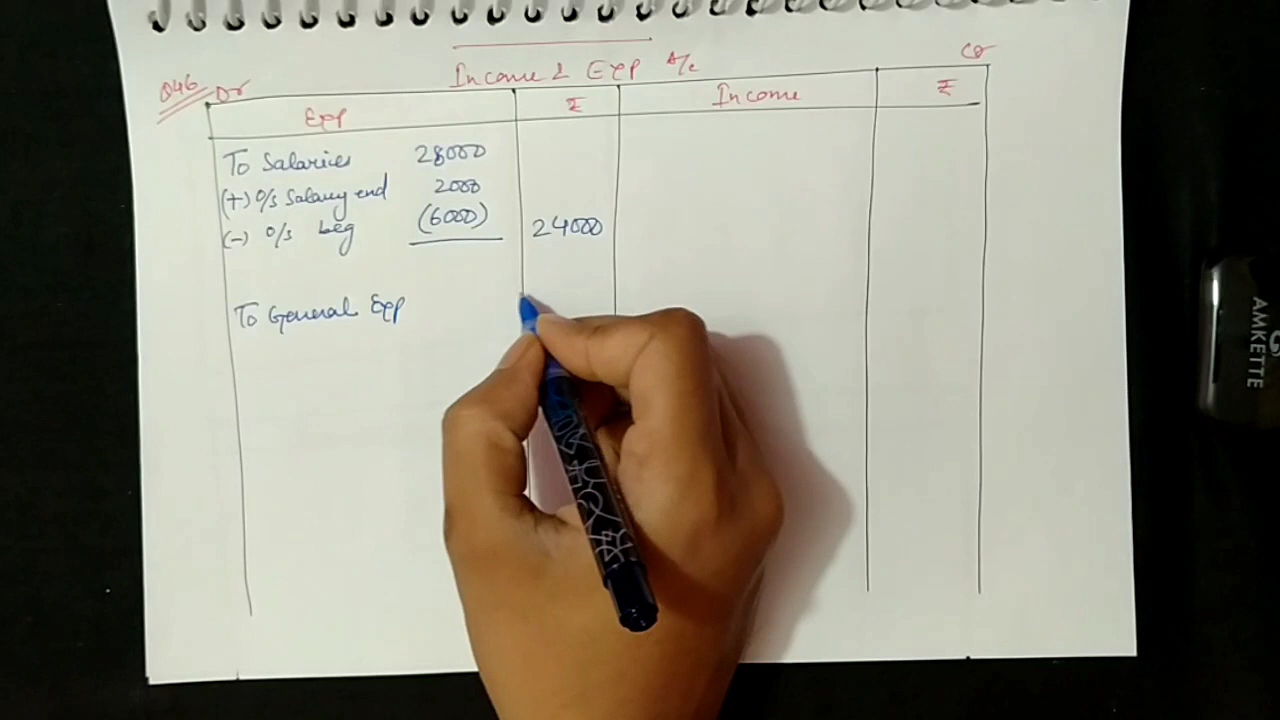 Income & Exp A/c
Q46 Dr Cr
Exp ₹ Income ₹
To Salaries 28000
(+) O/s Salary end 2000
(-) O/s beg (6000) 24000
To General Exp
AMKETTE